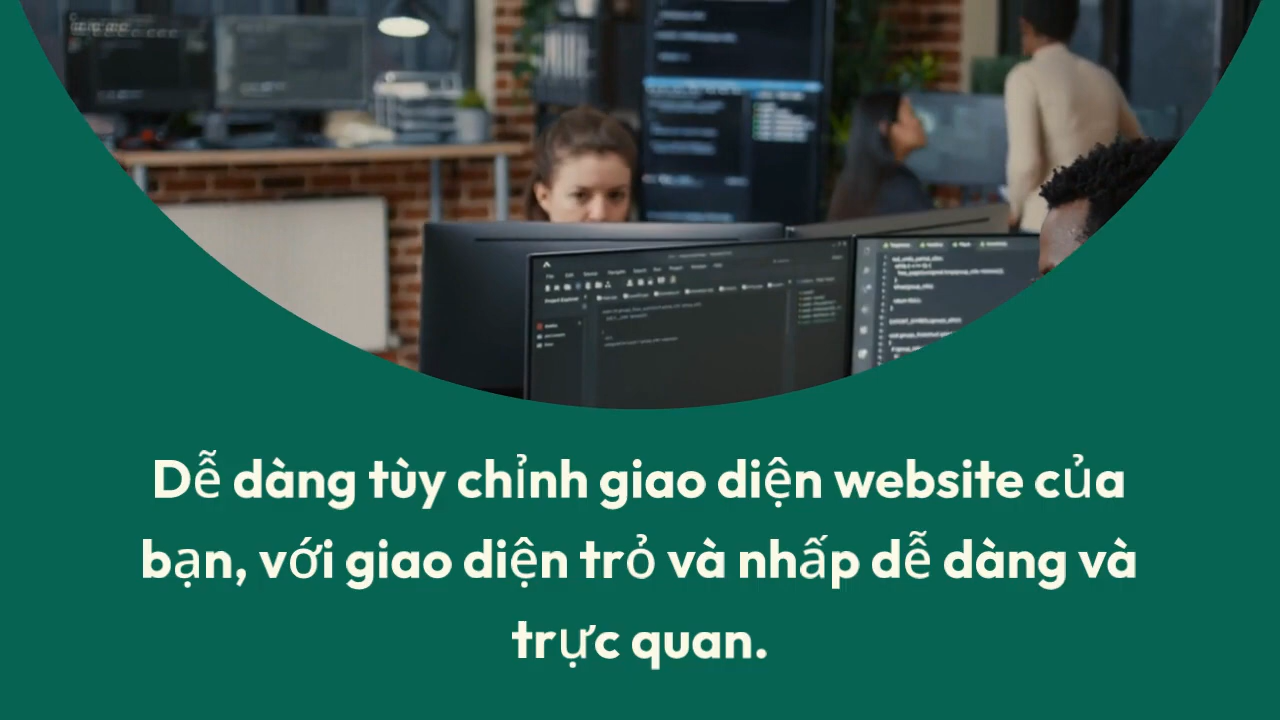 Dễ dàng tùy chỉnh giao diện website của
bạn, với giao diện trỏ và nhấp dễ dàng và
trực quan.